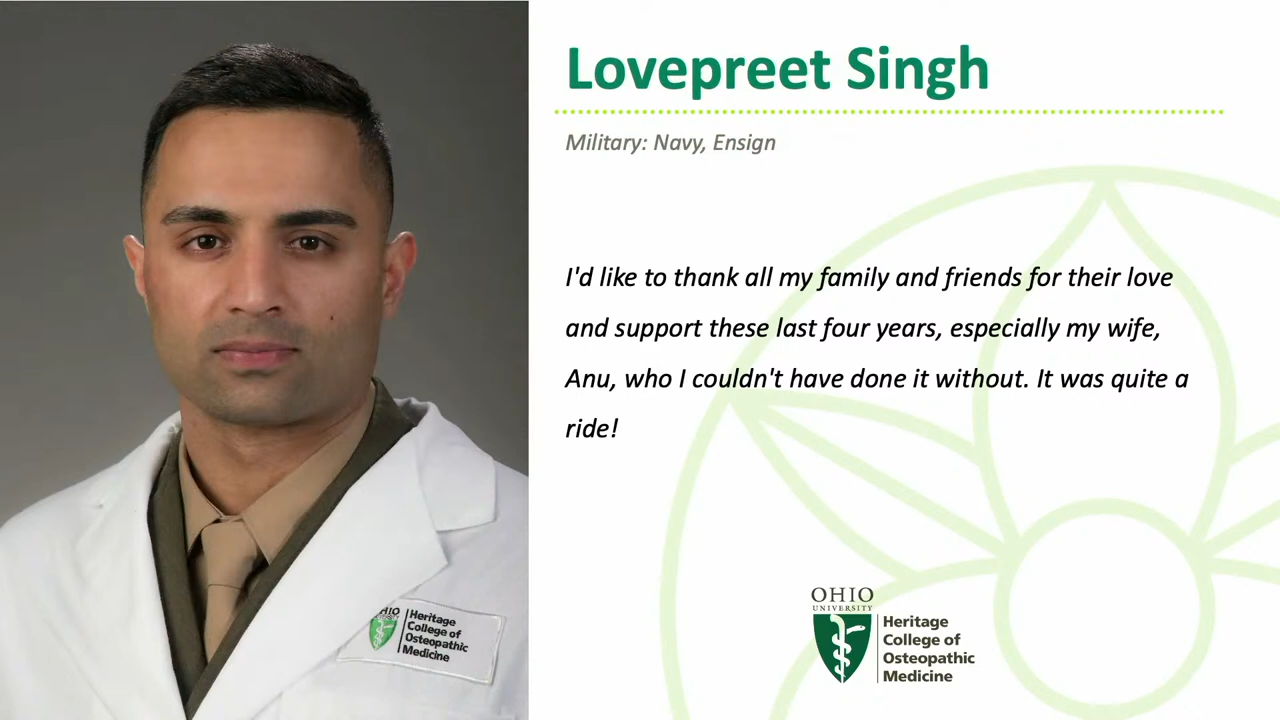 Lovepreet Singh
Military: Navy, Ensign
I'd like to thank all my family and friends for their love
and support these last four years, especially my wife,
Anu, who I couldn't have done it without. It was quite a
ride!
OHIO
UNIVERSITY
Heritage
College of
Osteopathic
Medicine
HIO
Heritage
College of
Osteopathic
Medicine